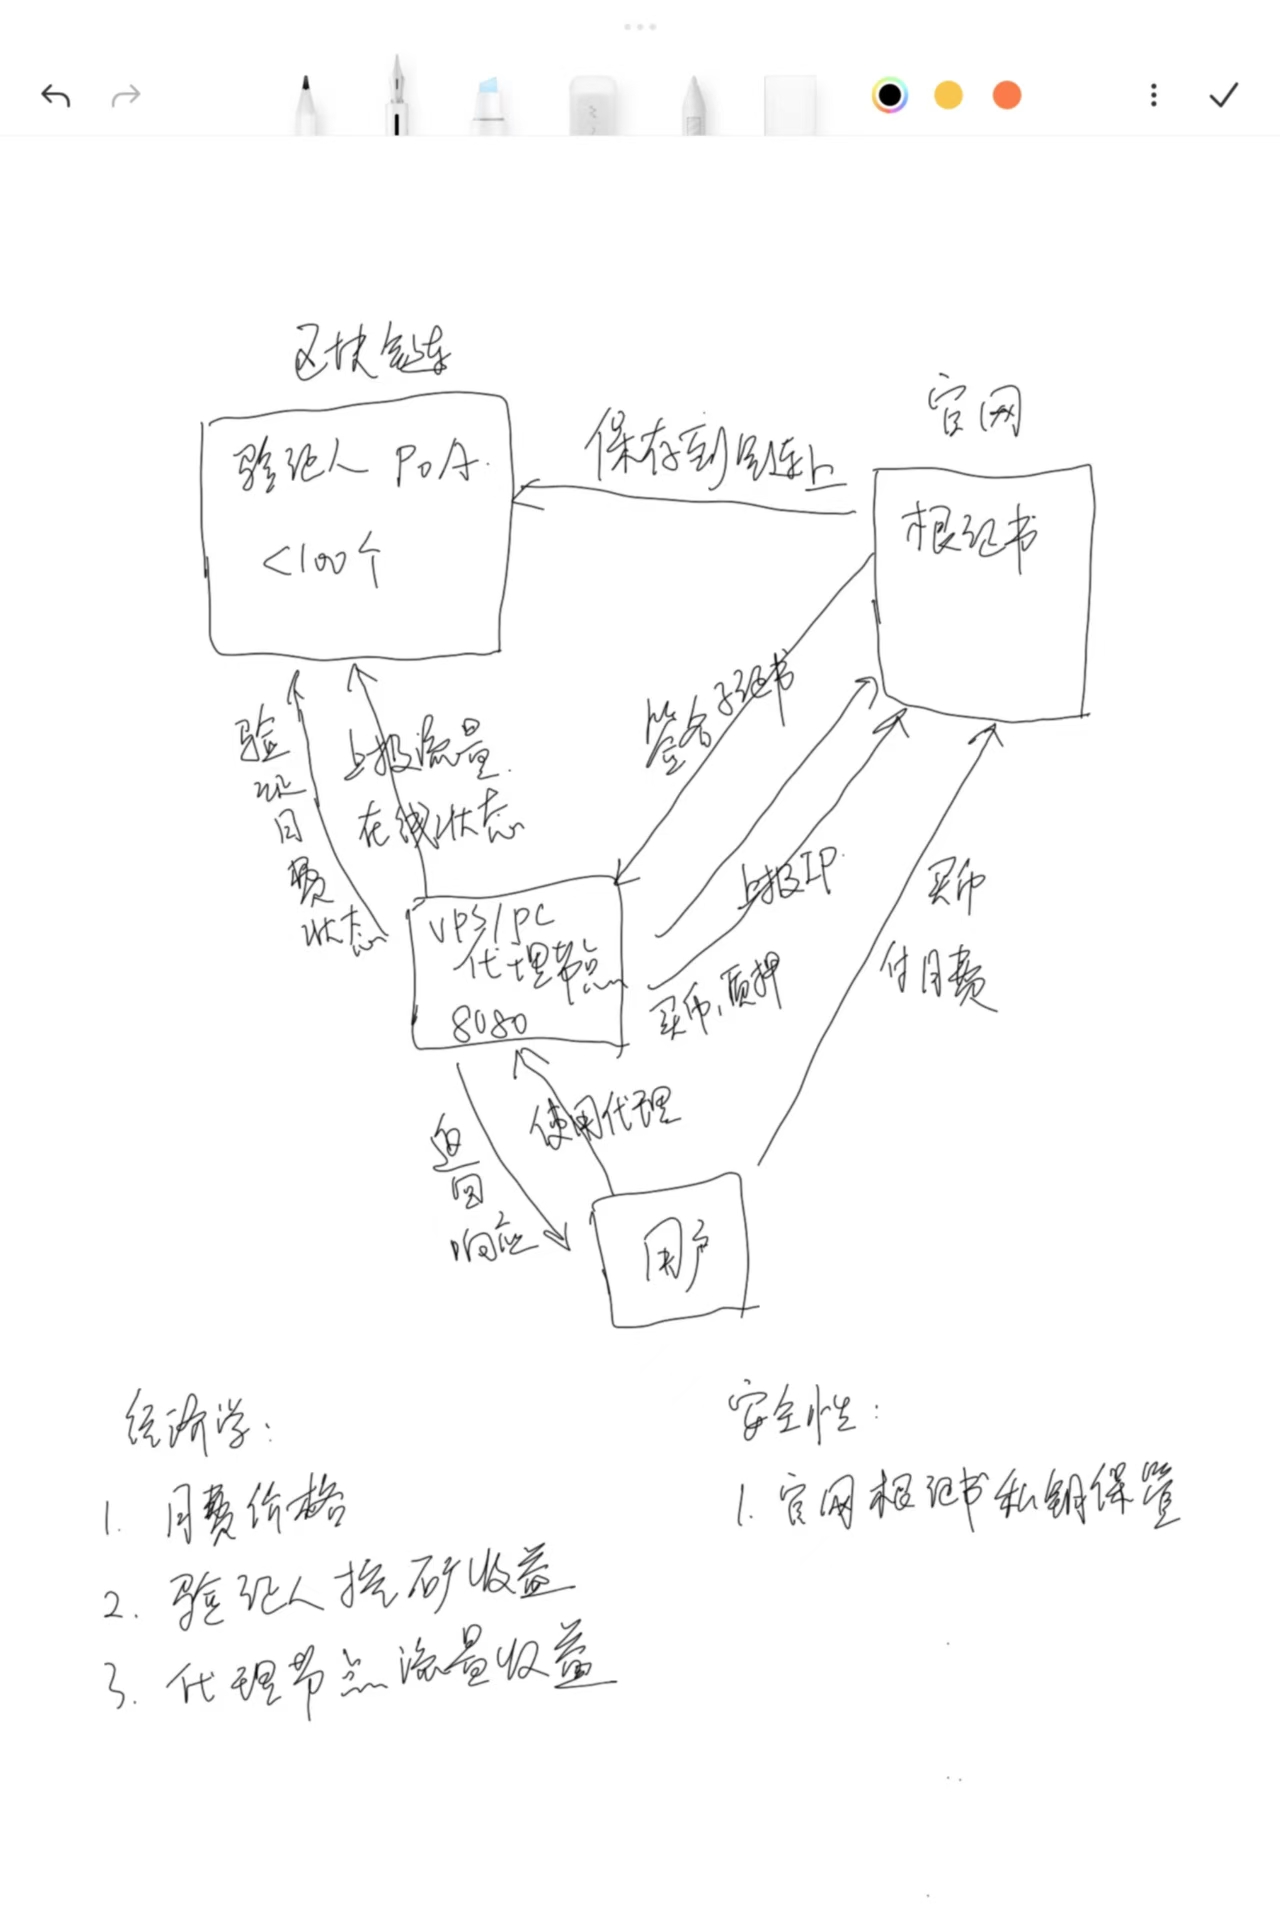 区块链
官网
保存到区块链上
验证人 PoA.
<100个
根证书
签名子证书
验证月费状态
上报流量
在线状态
上报IP
买币
付月费
VPS/PC
代理节点
8080
买币、质押
使用代理
返回响应
用户
经济学:
1. 月费价格
2. 验证人挖矿收益
3. 代理节点流量收益
安全性:
1. 官网根证书私钥保管